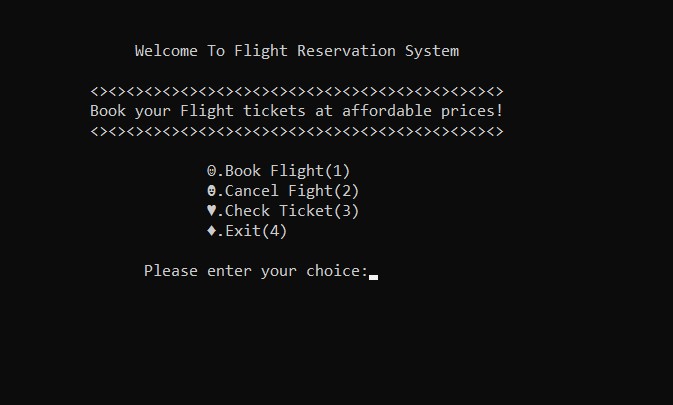 Welcome To Flight Reservation System
<><><><><><><><><><><><><><><><><><><><><><><>
Book your Flight tickets at affordable prices!
<><><><><><><><><><><><><><><><><><><><><><><>
☺.Book Flight(1)
☻.Cancel Fight(2)
♥.Check Ticket(3)
♦.Exit(4)
Please enter your choice: